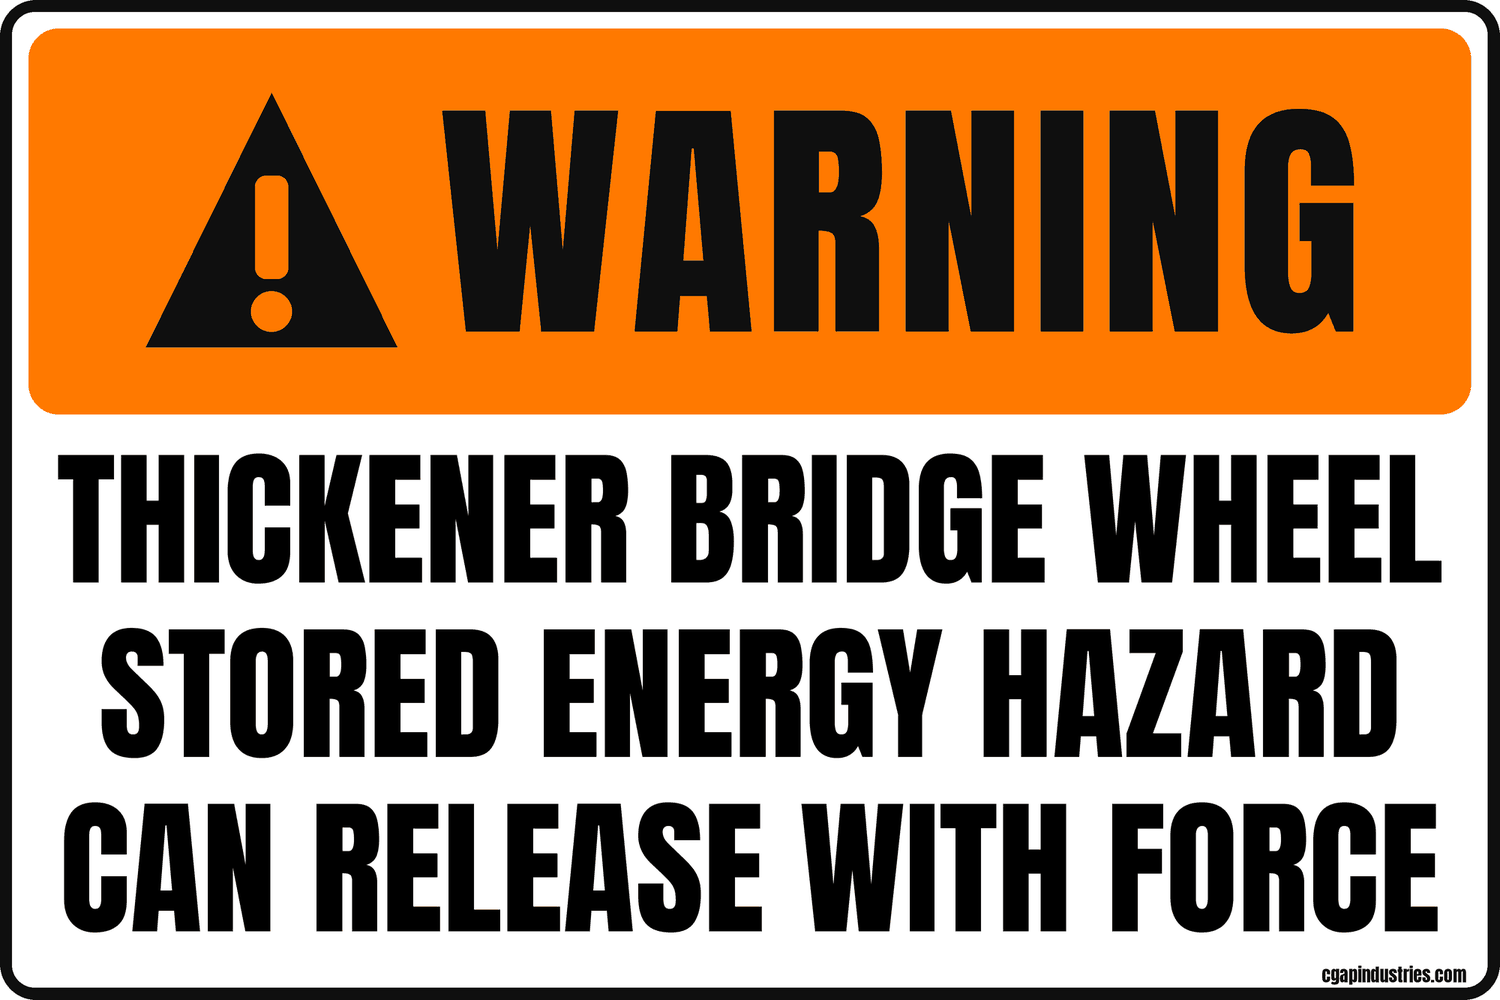 WARNING
THICKENER BRIDGE WHEEL
STORED ENERGY HAZARD
CAN RELEASE WITH FORCE
cgapindustries.com